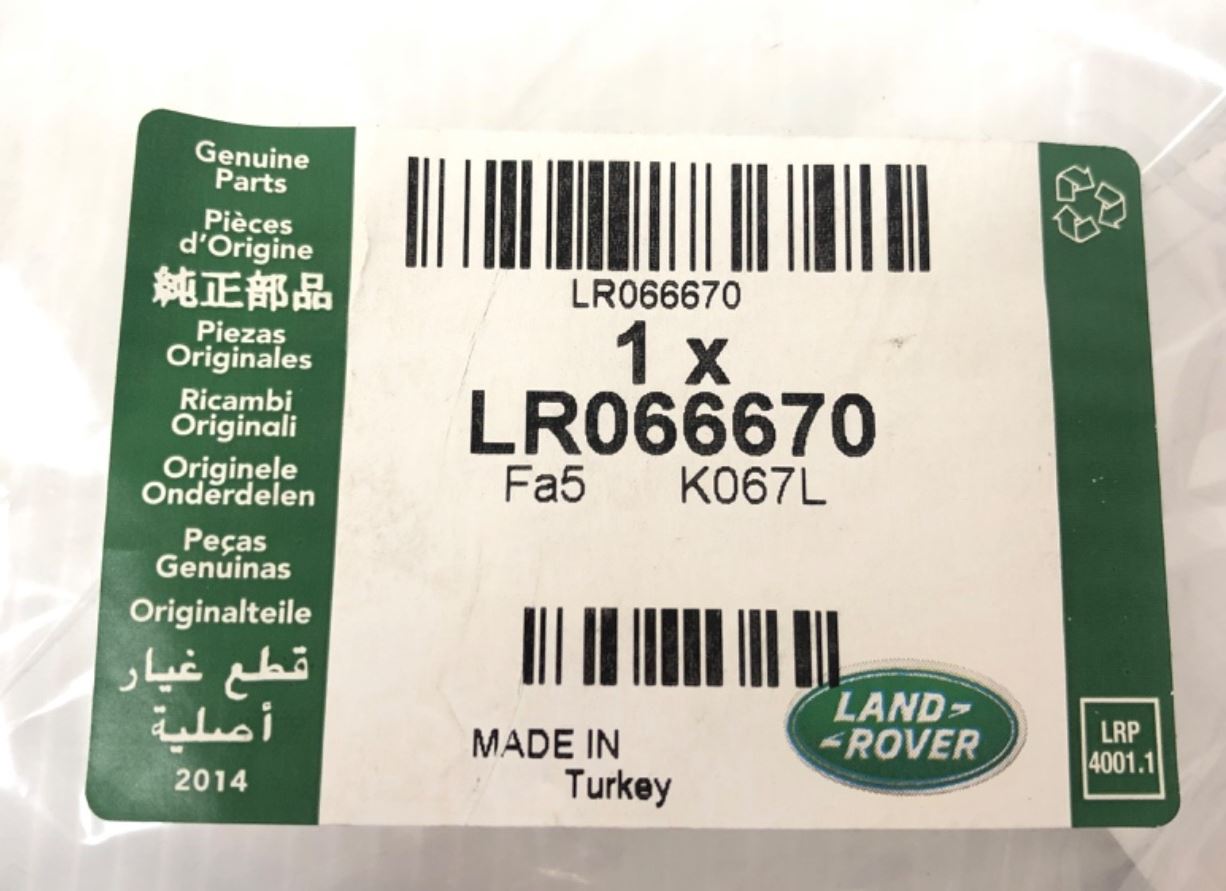 Genuine
Parts
Pièces
d'Origine
純正部品
Piezas
Originales
Ricambi
Originali
Originele
Onderdelen
Peças
Genuinas
Originalteile
قطع غيار
أصلية
2014
LR066670
1 x
LR066670
Fa5 K067L
MADE IN
Turkey
LAND
ROVER
LRP
4001.1